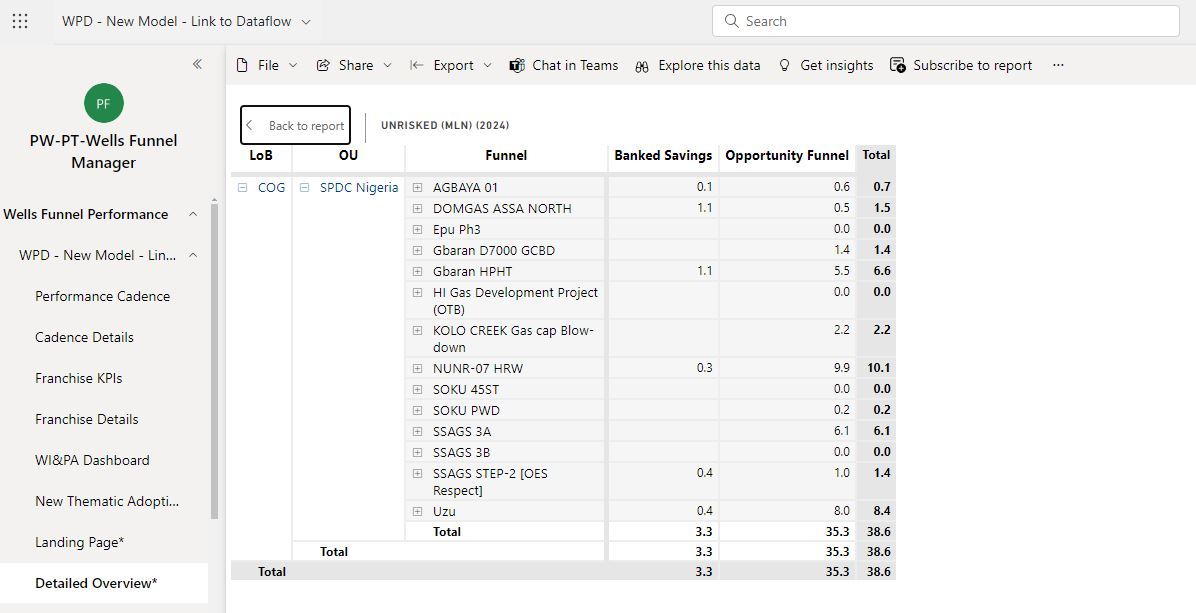 WPD - New Model - Link to Dataflow
Search
File
Share
Export
Chat in Teams
Explore this data
Get insights
Subscribe to report
...
PF
PW-PT-Wells Funnel
Manager
Wells Funnel Performance
WPD - New Model - Lin...
Performance Cadence
Cadence Details
Franchise KPIs
Franchise Details
WI&PA Dashboard
New Thematic Adopti...
Landing Page*
Detailed Overview*
Back to report
UNRISKED (MLN) (2024)
LoB OU Funnel Banked Savings Opportunity Funnel Total
COG SPDC Nigeria AGBAYA 01 0.1 0.6 0.7
DOMGAS ASSA NORTH 1.1 0.5 1.5
Epu Ph3 0.0 0.0
Gbaran D7000 GCBD 1.4 1.4
Gbaran HPHT 1.1 5.5 6.6
HI Gas Development Project 0.0 0.0
(OTB)
KOLO CREEK Gas cap Blow- 2.2 2.2
down
NUNR-07 HRW 0.3 9.9 10.1
SOKU 45ST 0.0 0.0
SOKU PWD 0.2 0.2
SSAGS 3A 6.1 6.1
SSAGS 3B 0.0 0.0
SSAGS STEP-2 [OES 0.4 1.0 1.4
Respect]
Uzu 0.4 8.0 8.4
Total 3.3 35.3 38.6
Total 3.3 35.3 38.6
Total 3.3 35.3 38.6